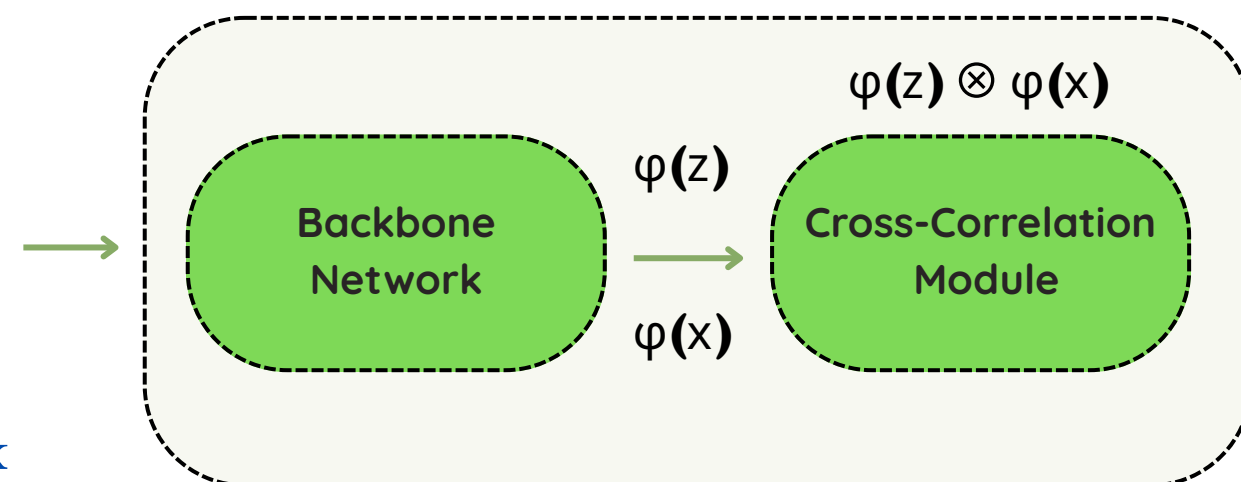 φ(z) ⊗ φ(x)
φ(z)
Backbone
Network
Cross-Correlation
Module
φ(x)